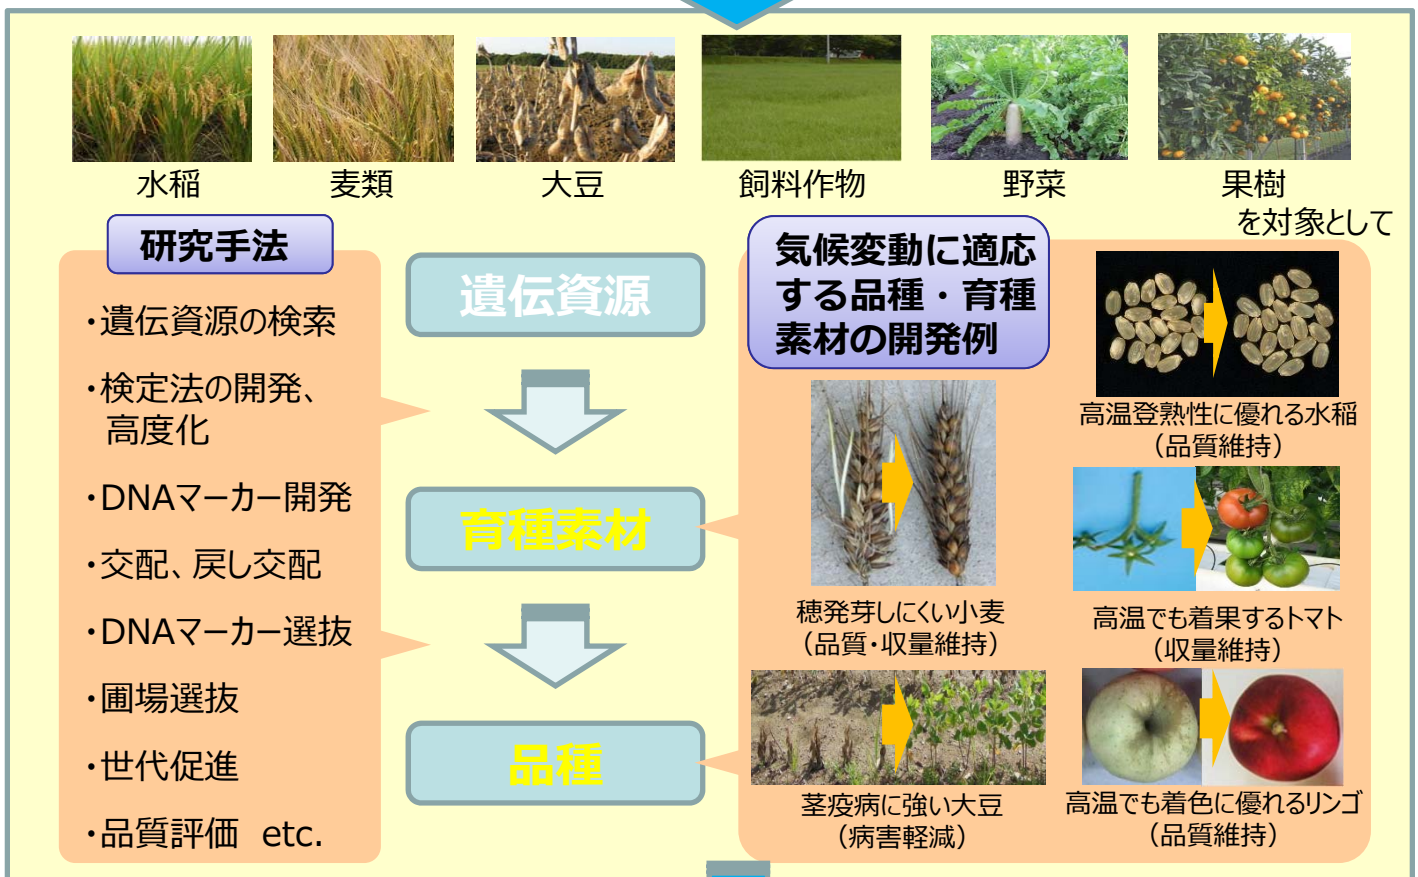 水稲
麦類
大豆
飼料作物
野菜
果樹
を対象として
研究手法
・遺伝資源の検索
・検定法の開発、
高度化
・DNAマーカー開発
・交配、戻し交配
・DNAマーカー選抜
・圃場選抜
・世代促進
・品質評価 etc.
遺伝資源
育種素材
品種
気候変動に適応
する品種・育種
素材の開発例
高温登熟性に優れる水稲
（品質維持）
穂発芽しにくい小麦
（品質・収量維持）
高温でも着果するトマト
（収量維持）
茎疫病に強い大豆
（病害軽減）
高温でも着色に優れるリンゴ
（品質維持）